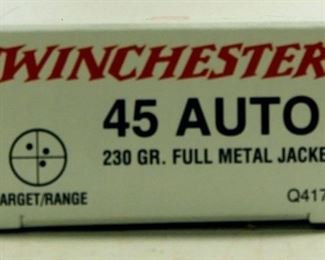 WINCHESTER
45 AUTO
230 GR. FULL METAL JACKE
ARGET/RANGE
Q417